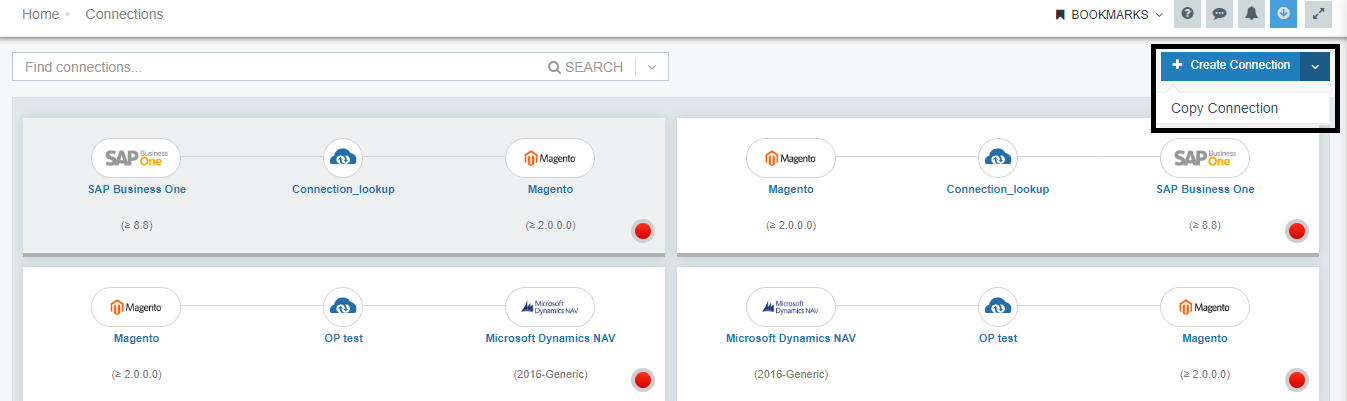 Home Connections BOOKMARKS
Find connections... SEARCH Create Connection
Copy Connection
SAP Business One Magento Magento SAP Business One
SAP Business One Connection_lookup Magento Magento Connection_lookup SAP Business One
(≥ 8.8) (≥ 2.0.0.0) (≥ 2.0.0.0) (≥ 8.8)
Magento Microsoft Dynamics NAV Microsoft Dynamics NAV Magento
Magento OP test Microsoft Dynamics NAV Microsoft Dynamics NAV OP test Magento
(≥ 2.0.0.0) (2016-Generic) (2016-Generic) (≥ 2.0.0.0)